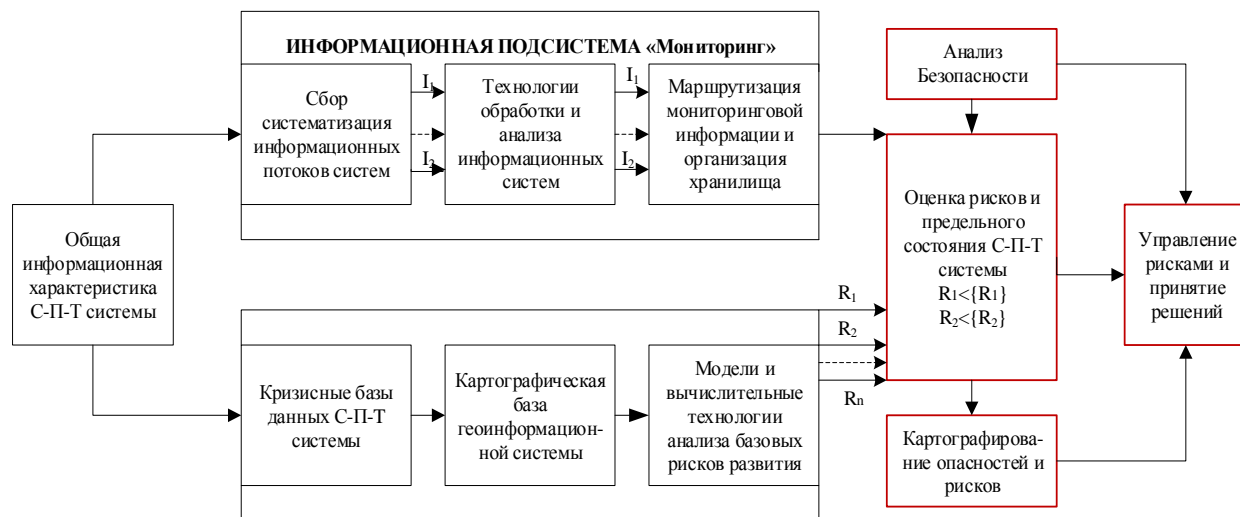 ИНФОРМАЦИОННАЯ ПОДСИСТЕМА «Мониторинг»
Сбор
систематизация
информационных
потоков систем
I1
I2
Технологии
обработки и
анализа
информационных
систем
I1
I2
Маршрутизация
мониторинговой
информации и
организация
хранилища
Анализ
Безопасности
Общая
информационная
характеристика
С-П-Т системы
Оценка рисков и
предельного
состояния С-П-Т
системы
R1<{R1}
R2<{R2}
Управление
рисками и
принятие
решений
R1
R2
Rn
Кризисные базы
данных С-П-Т
системы
Картографическая
база
геоинформацион-
ной системы
Модели и
вычислительные
технологии
анализа базовых
рисков развития
Картографирова-
ние опасностей и
рисков